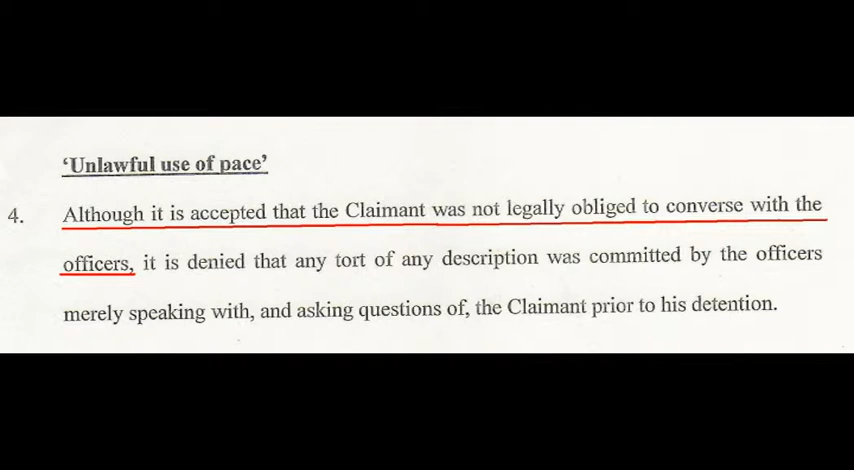 ‘Unlawful use of pace’
4. Although it is accepted that the Claimant was not legally obliged to converse with the
officers, it is denied that any tort of any description was committed by the officers
merely speaking with, and asking questions of, the Claimant prior to his detention.